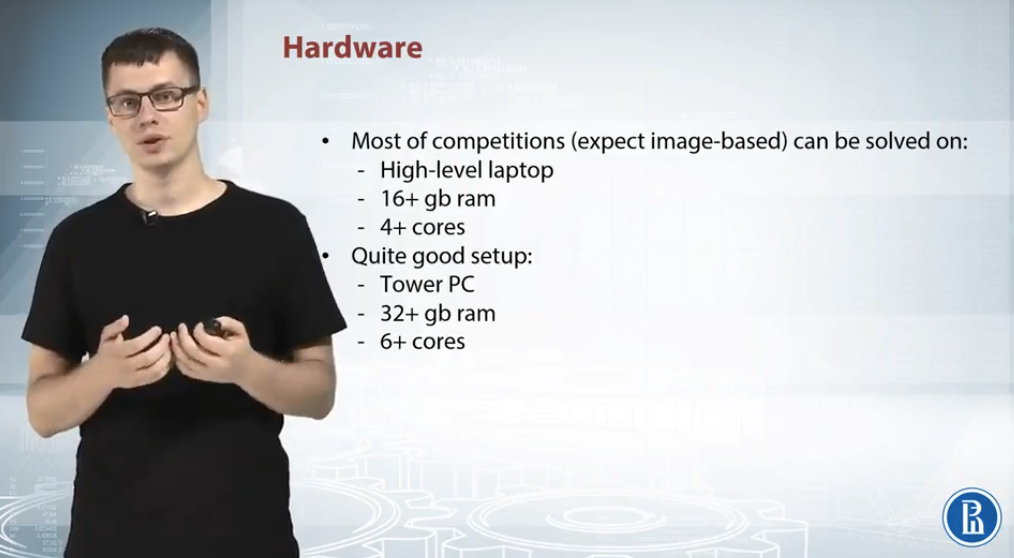 Hardware
• Most of competitions (expect image-based) can be solved on:
- High-level laptop
- 16+ gb ram
- 4+ cores
• Quite good setup:
- Tower PC
- 32+ gb ram
- 6+ cores